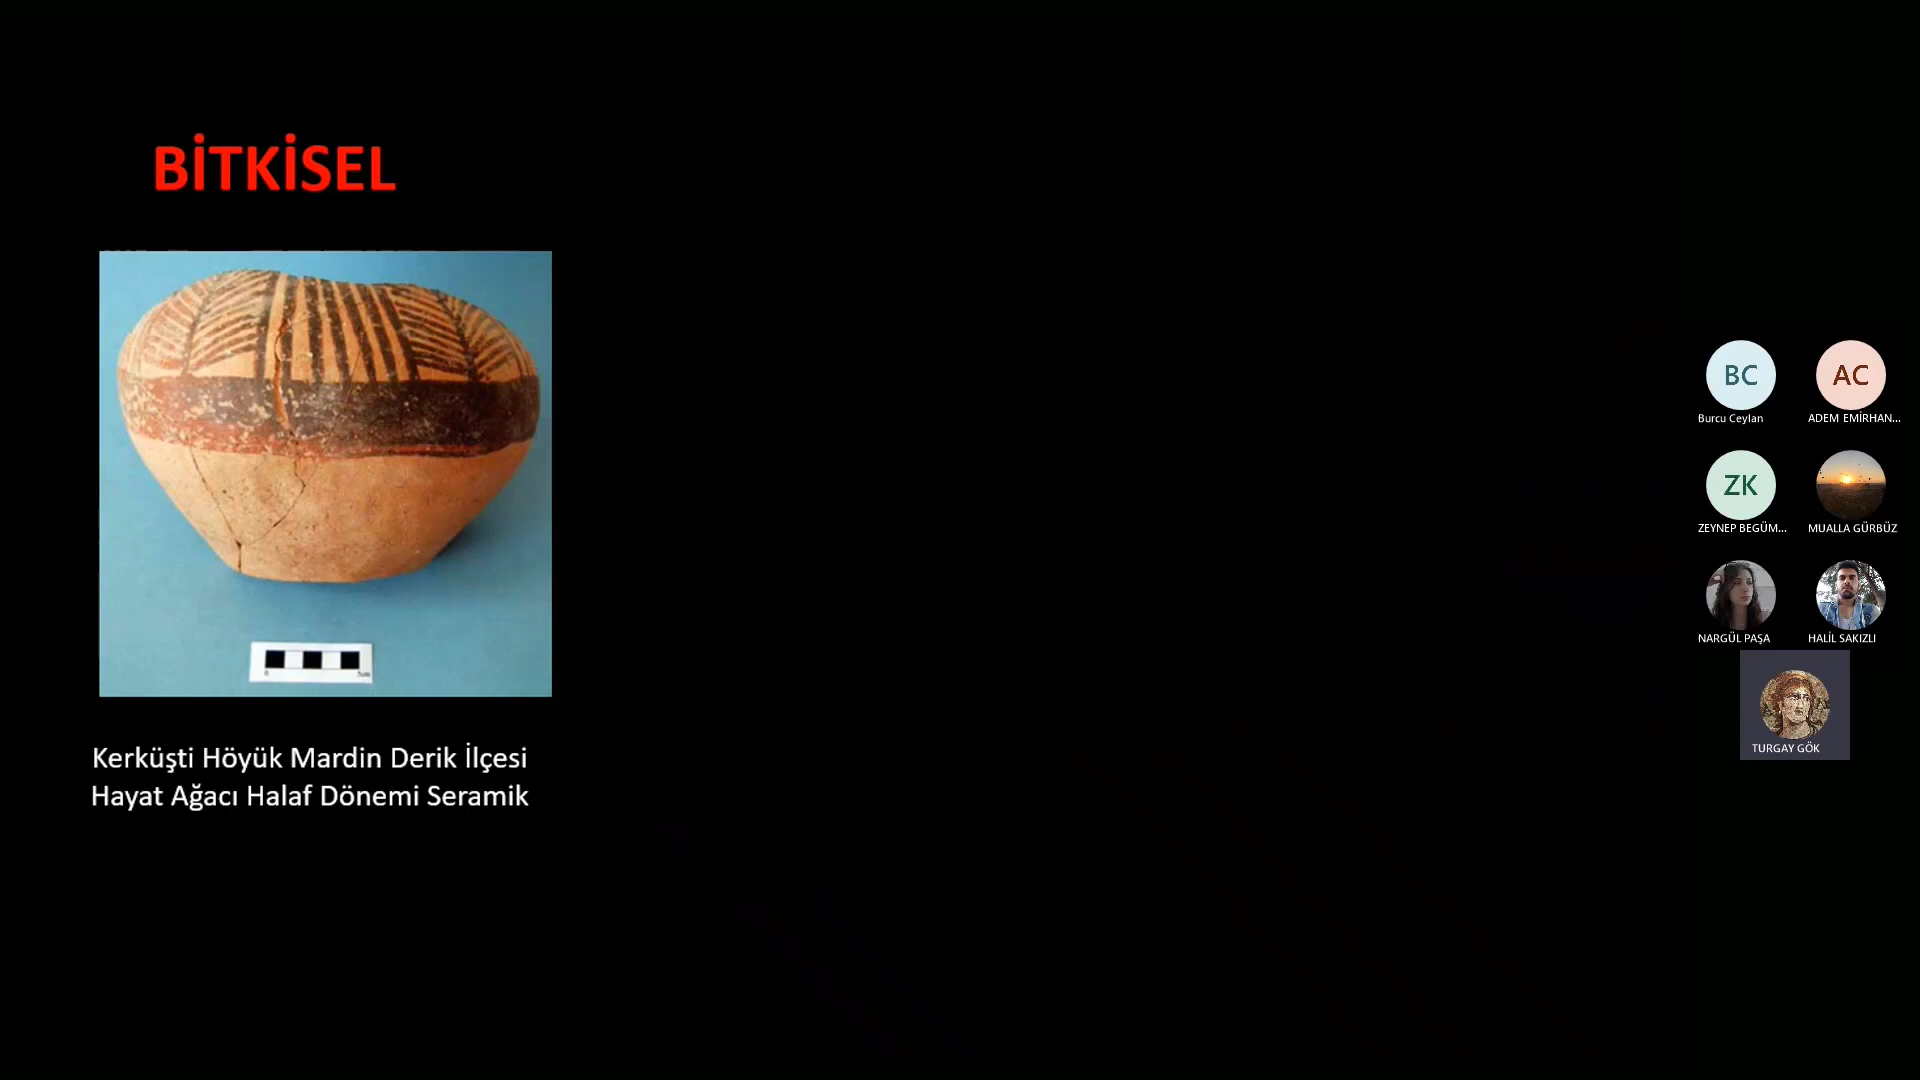 BİTKİSEL
Kerküşti Höyük Mardin Derik İlçesi
Hayat Ağacı Halaf Dönemi Seramik
BC
Burcu Ceylan
AC
ADEM EMİRHAN...
ZK
ZEYNEP BEGÜM...
MUALLA GÜRBÜZ
NARGÜL PAŞA
HALİL SAKIZLI
TURGAY GÖK